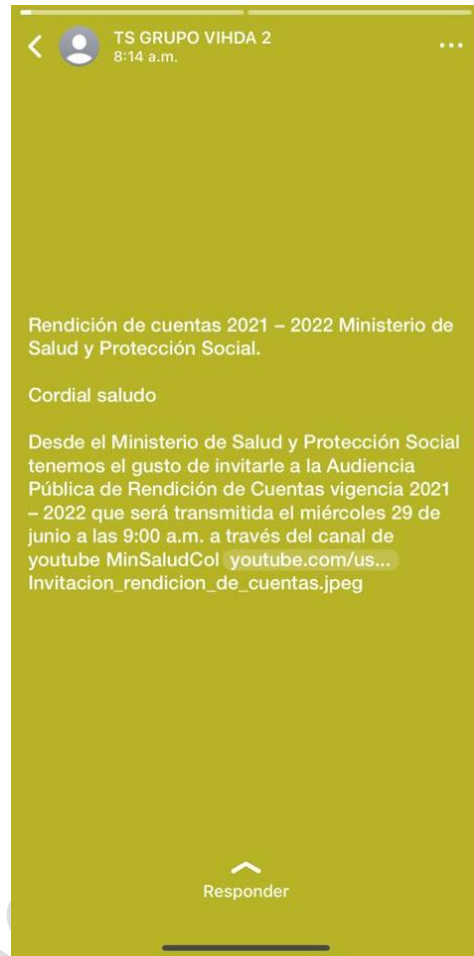 TS GRUPO VIHDA 2
8:14 a.m.
Rendición de cuentas 2021 – 2022 Ministerio de
Salud y Protección Social.
Cordial saludo
Desde el Ministerio de Salud y Protección Social
tenemos el gusto de invitarle a la Audiencia
Pública de Rendición de Cuentas vigencia 2021
– 2022 que será transmitida el miércoles 29 de
junio a las 9:00 a.m. a través del canal de
youtube MinSaludCol youtube.com/us...
Invitacion_rendicion_de_cuentas.jpeg
Responder